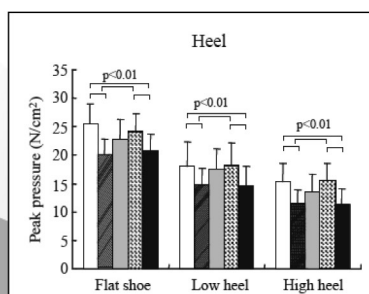 Heel
Peak pressure (N/cm²)
35
30
25
20
15
10
5
0
p<0.01
p<0.01
p<0.01
Flat shoe
Low heel
High heel